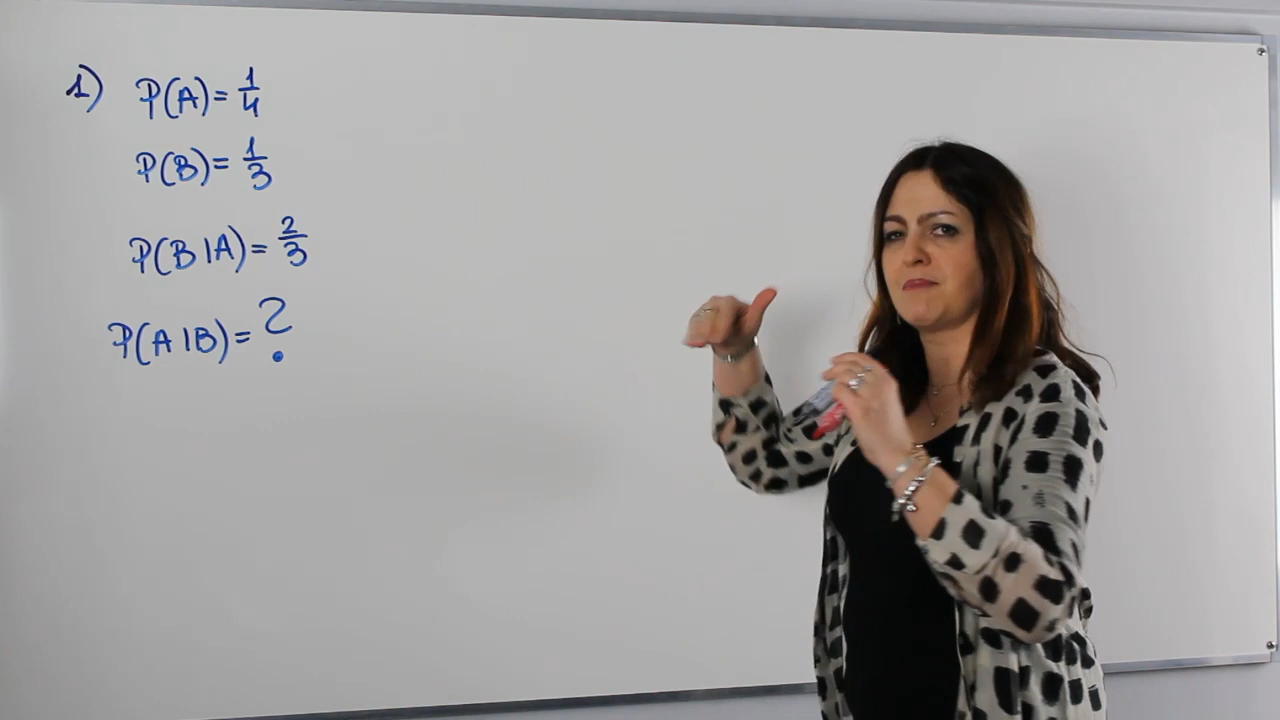 1) P(A)= 1/4
P(B)= 1/3
P(B|A)= 2/3
P(A|B)= ?